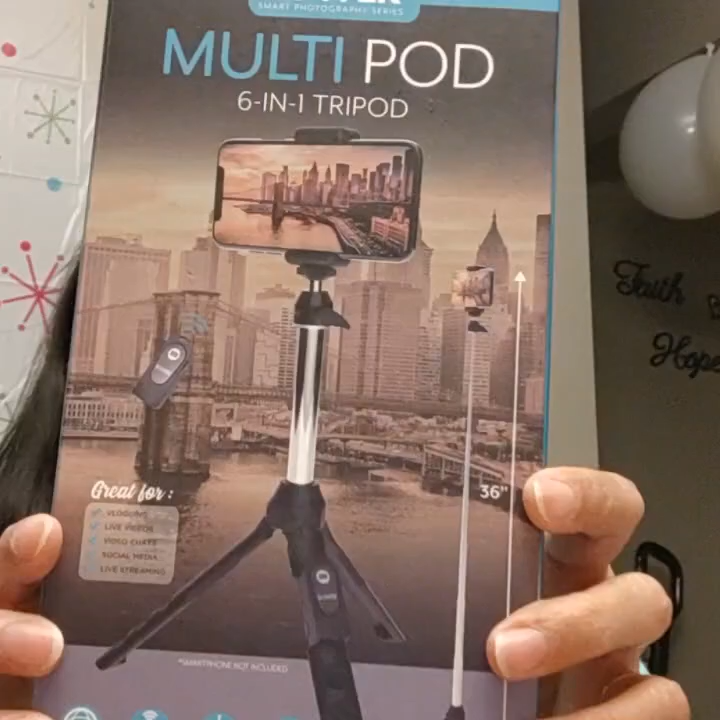 SMART PHOTOGRAPHY SERIES
MULTI POD
6-IN-1 TRIPOD
36"
Great for:
VLOGGING
LIVE VIDEOS
VIDEO CHATS
SOCIAL MEDIA
LIVE STREAMING
*SMARTPHONE NOT INCLUDED
Faith
Hope